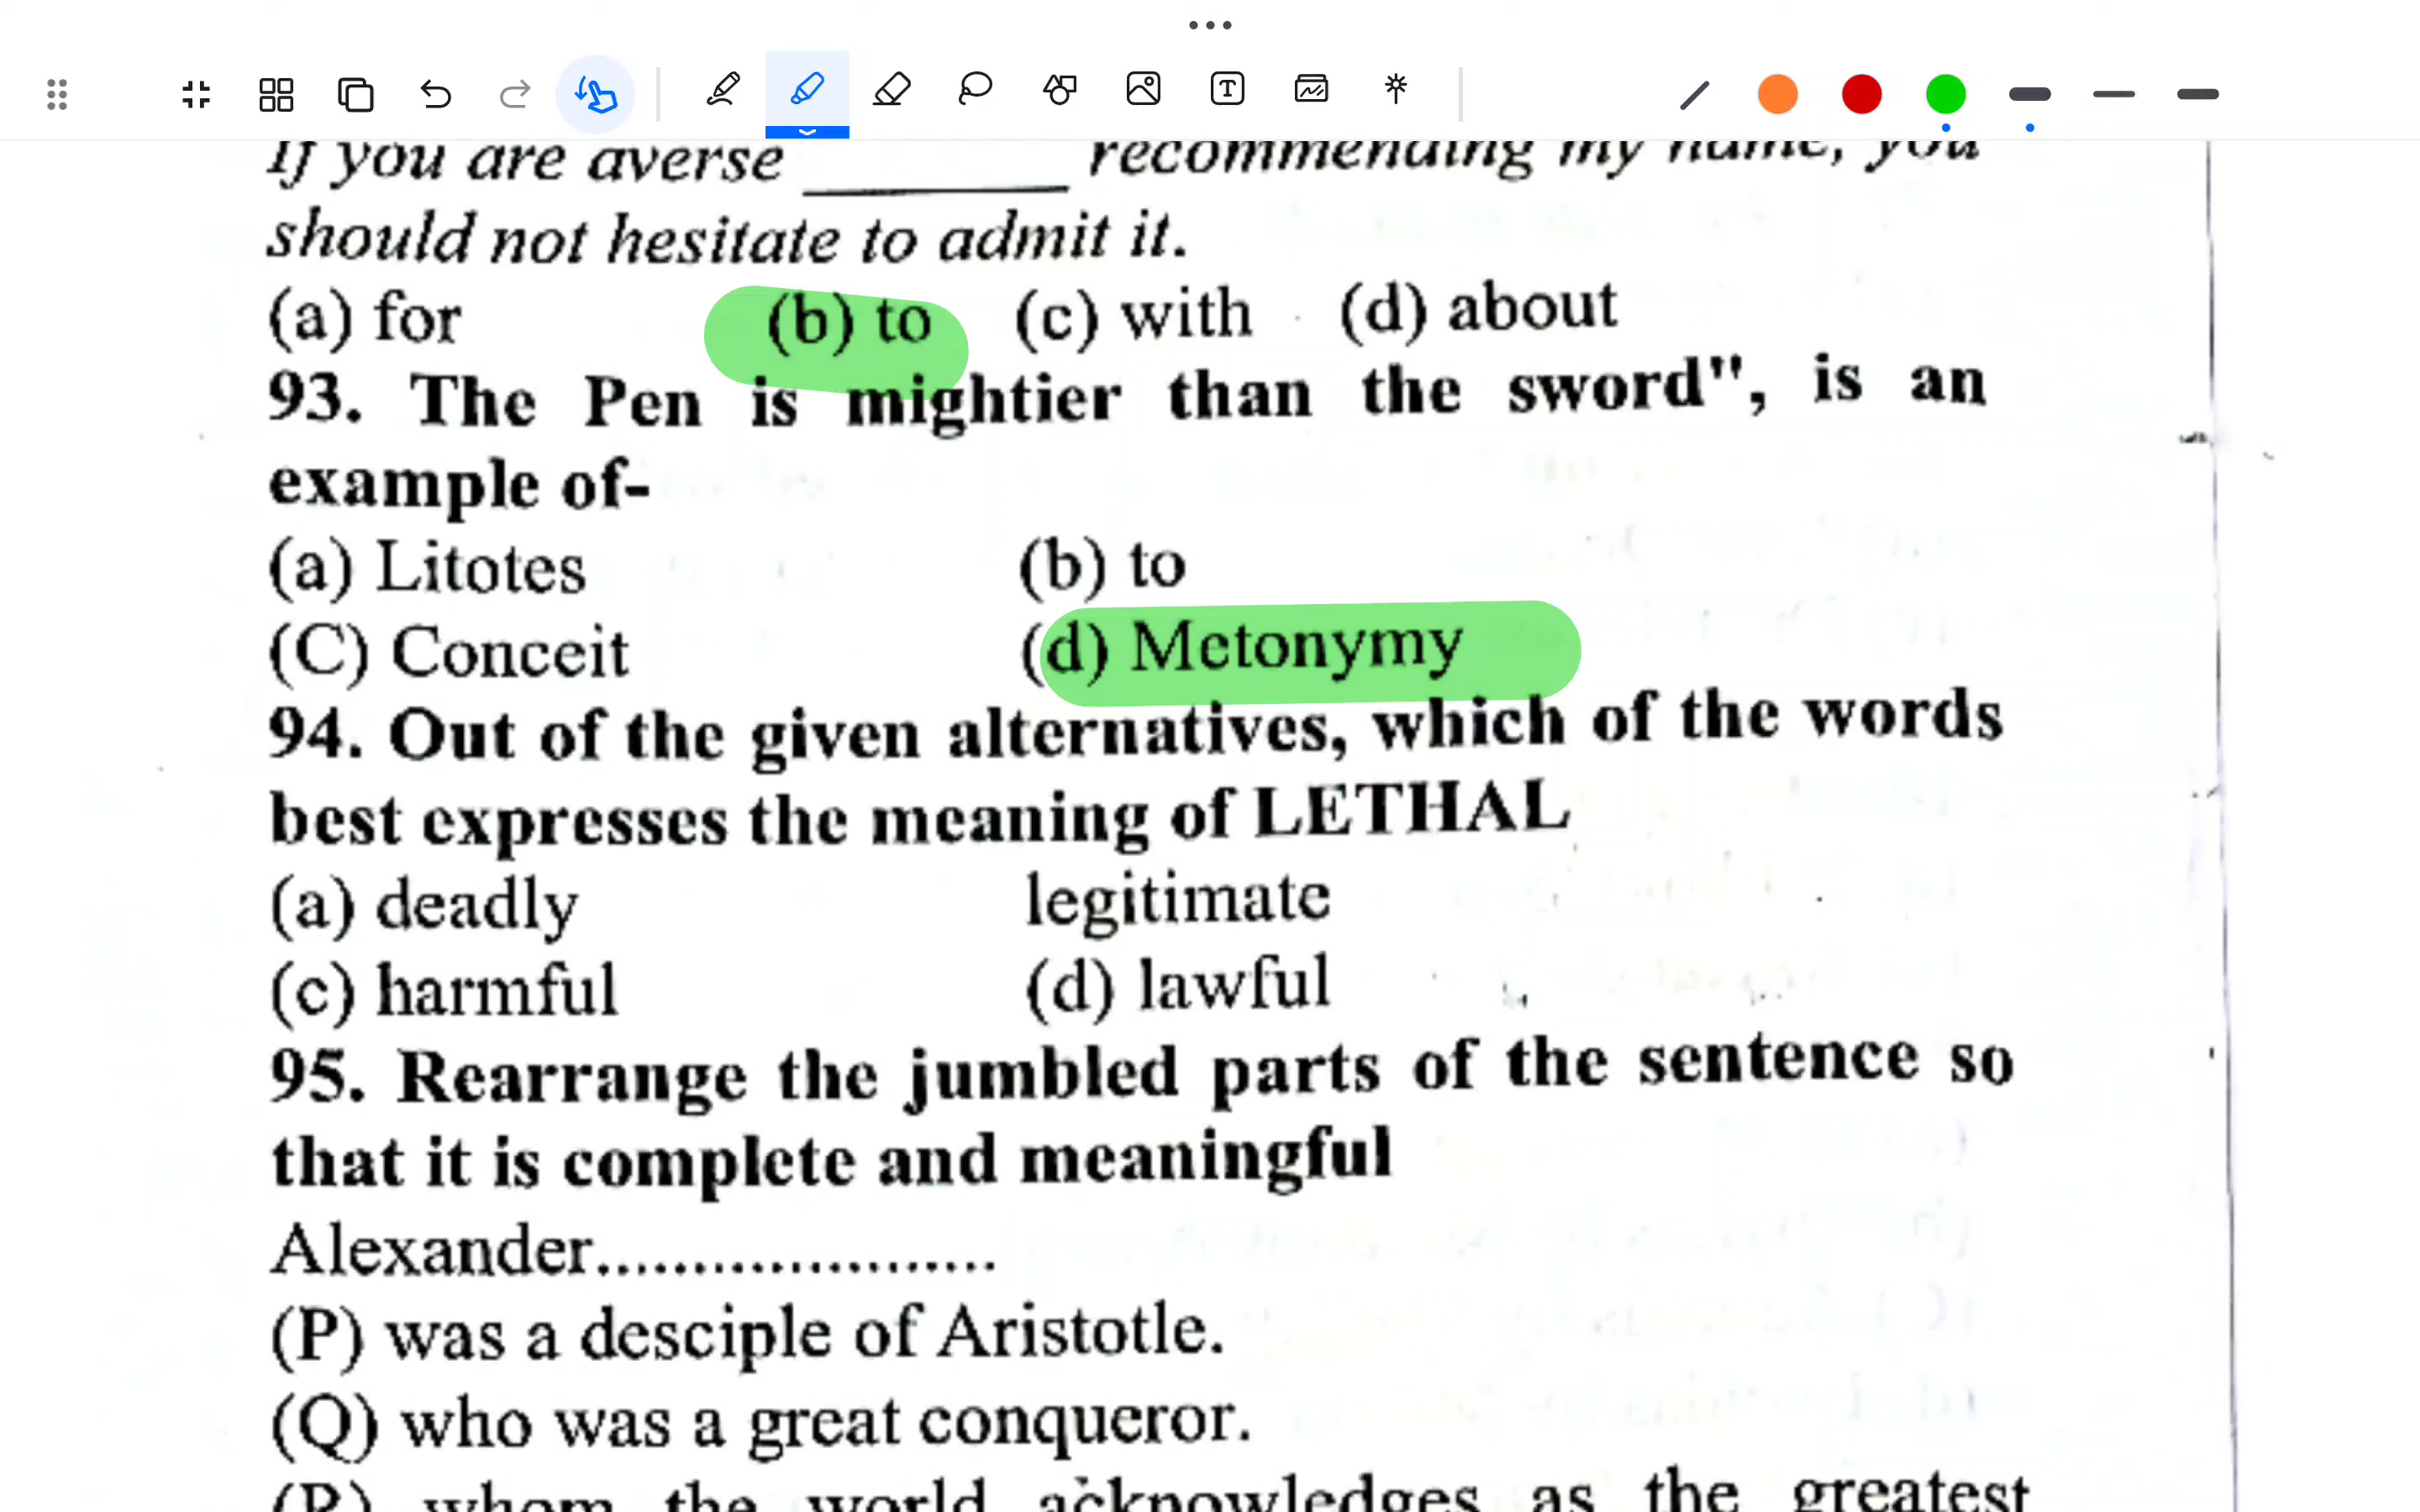 If you are averse ________ recommending my name, you
should not hesitate to admit it.
(a) for (b) to (c) with (d) about
93. The Pen is mightier than the sword", is an
example of-
(a) Litotes (b) to
(C) Conceit (d) Metonymy
94. Out of the given alternatives, which of the words
best expresses the meaning of LETHAL
(a) deadly legitimate
(c) harmful (d) lawful
95. Rearrange the jumbled parts of the sentence so
that it is complete and meaningful
Alexander.....................
(P) was a desciple of Aristotle.
(Q) who was a great conqueror.
(R) whom the world acknowledges as the greatest